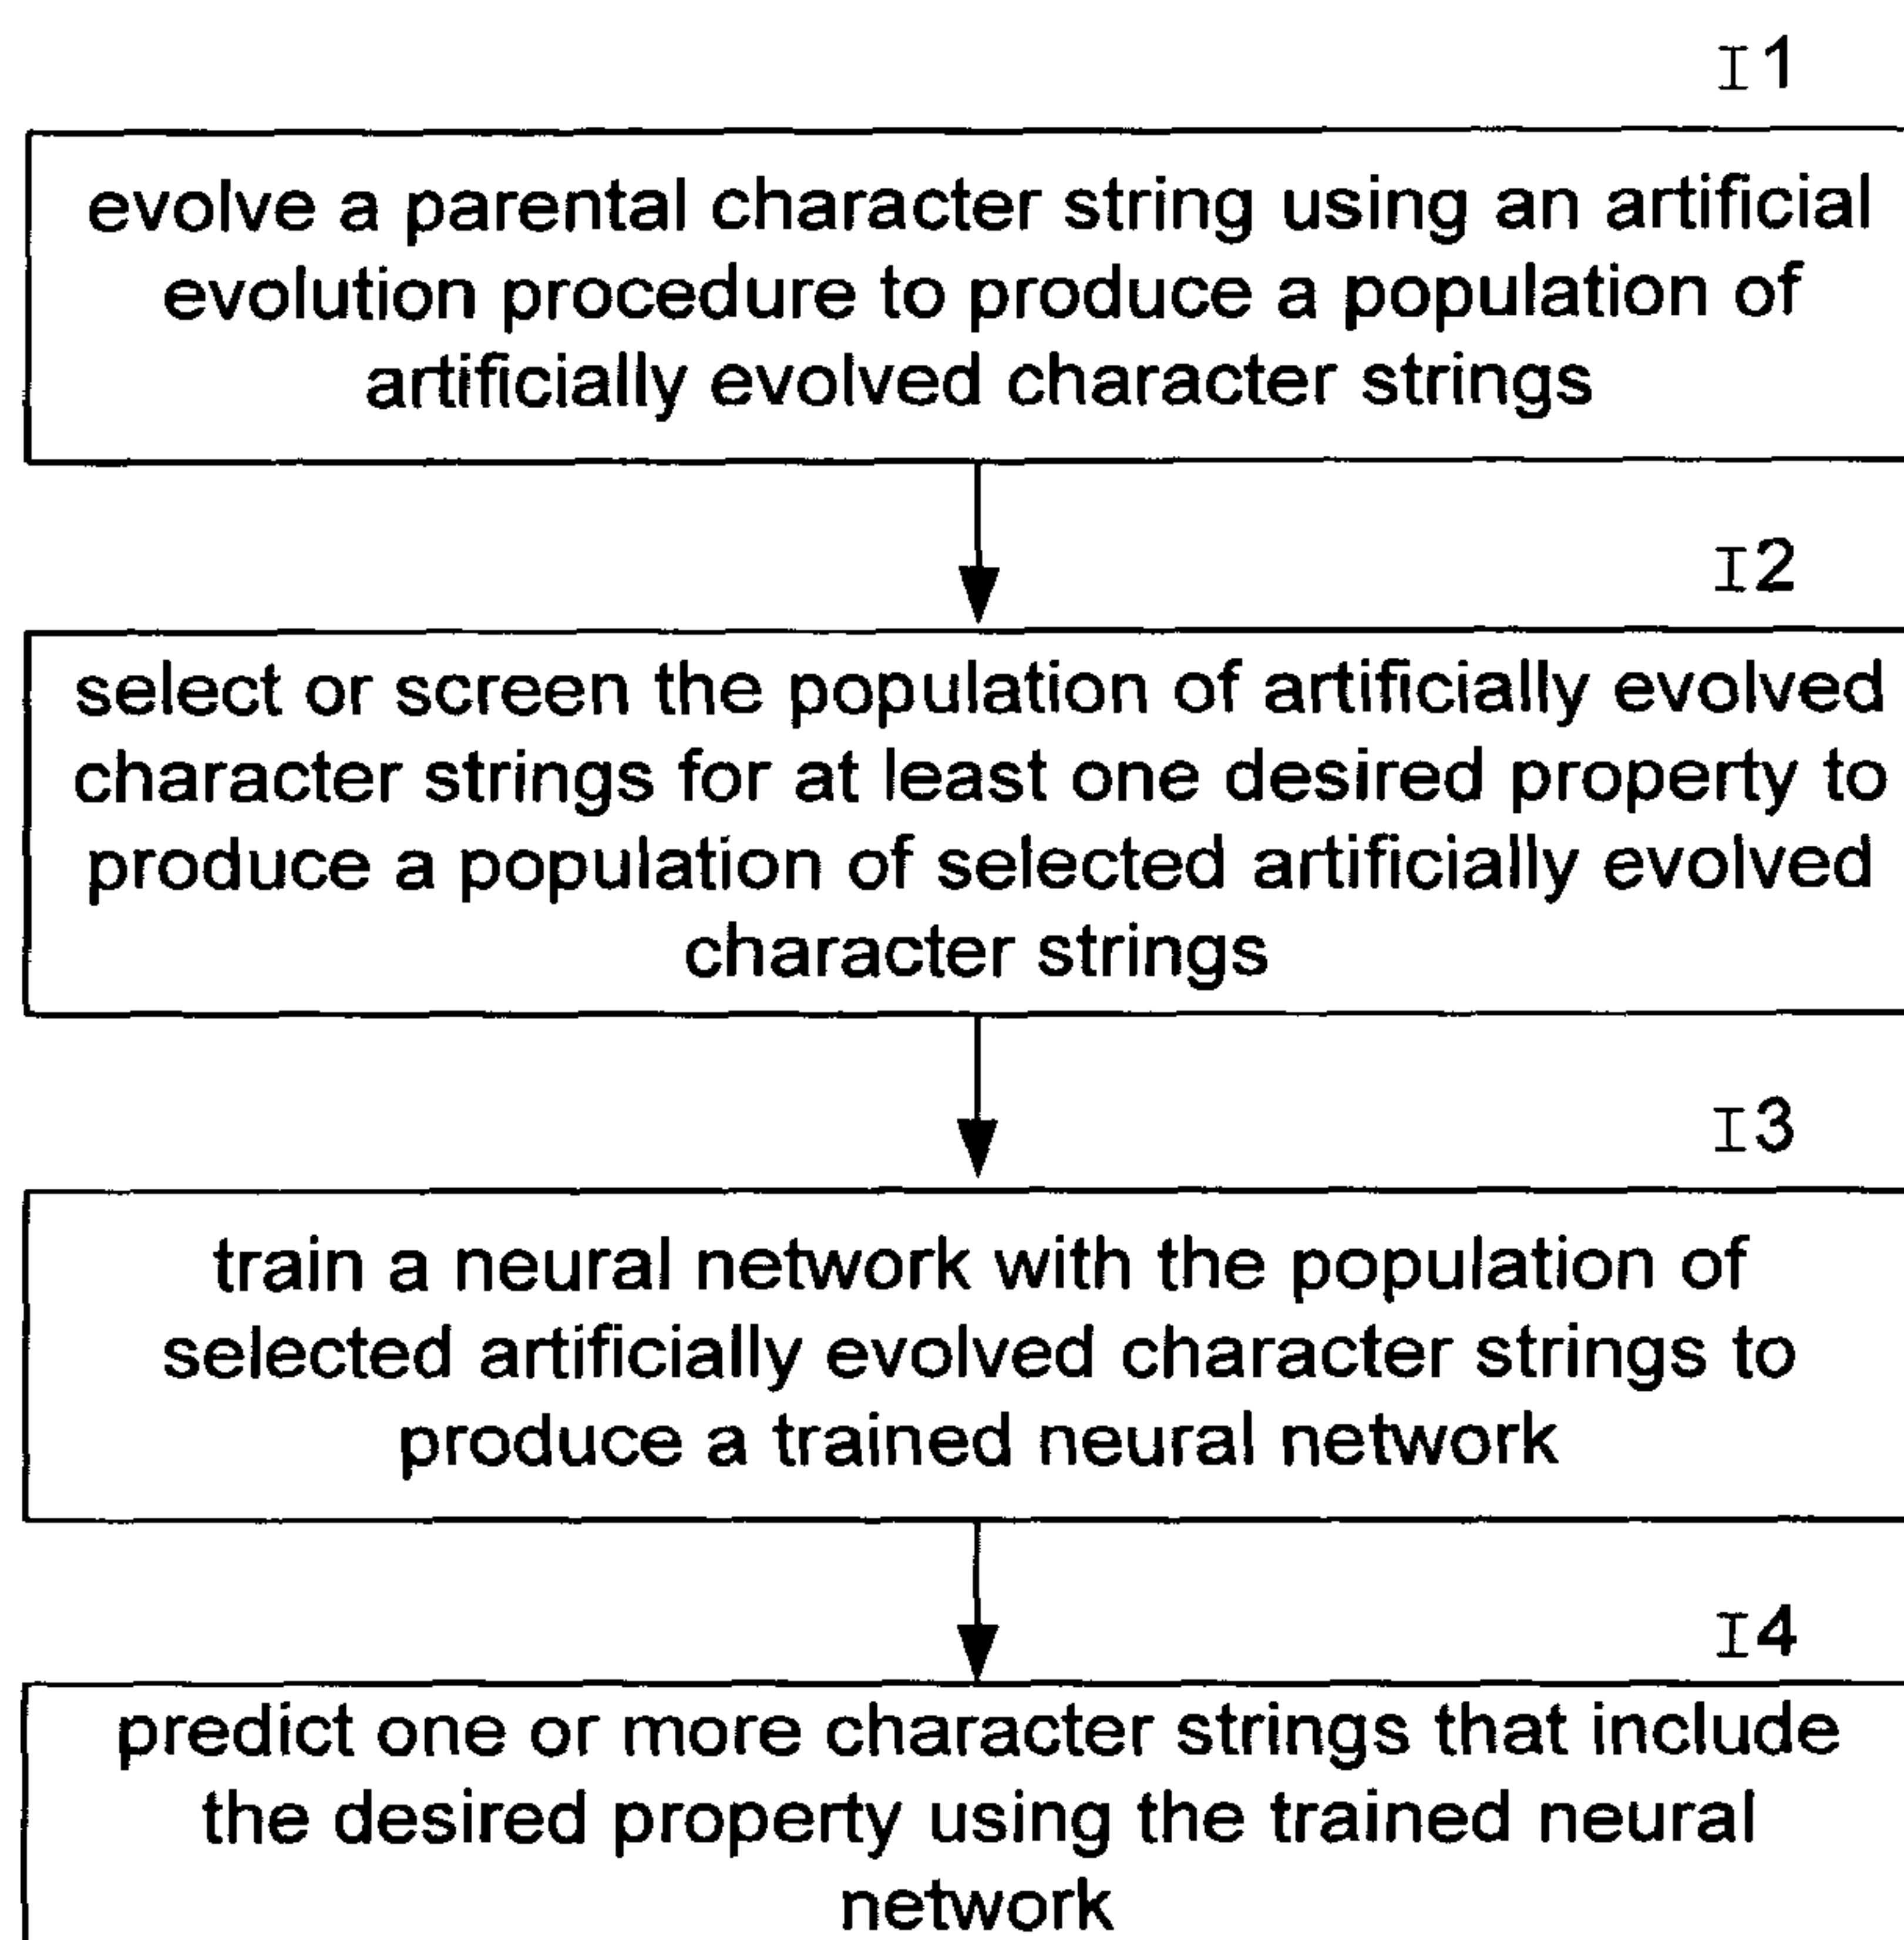 I1
evolve a parental character string using an artificial
evolution procedure to produce a population of
artificially evolved character strings
I2
select or screen the population of artificially evolved
character strings for at least one desired property to
produce a population of selected artificially evolved
character strings
I3
train a neural network with the population of
selected artificially evolved character strings to
produce a trained neural network
I4
predict one or more character strings that include
the desired property using the trained neural
network